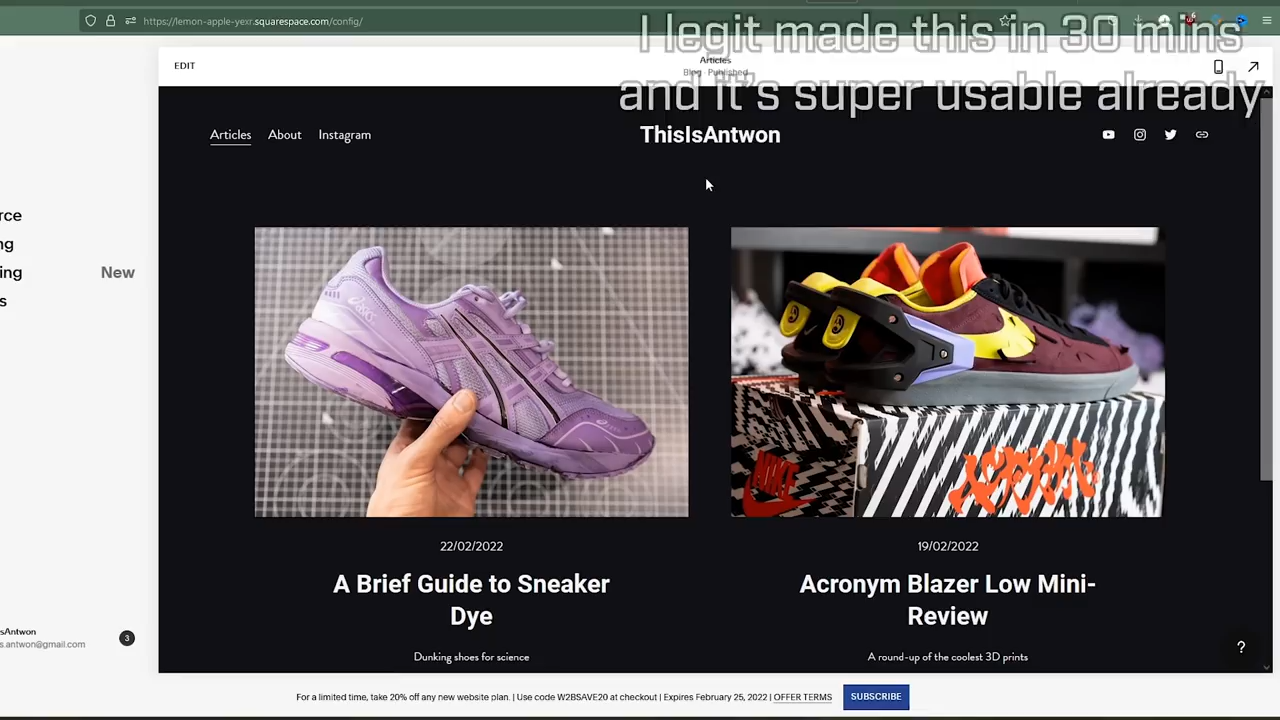 https://lemon-apple-yexr.squarespace.com/config/
I legit made this in 30 mins
and it's super usable already
EDIT
Articles
Blog · Published
Articles
About
Instagram
ThisIsAntwon
rce
ng
ing
New
s
asics
NIKE
22/02/2022
19/02/2022
A Brief Guide to Sneaker
Dye
Acronym Blazer Low Mini-
Review
Dunking shoes for science
A round-up of the coolest 3D prints
sAntwon
s.antwon@gmail.com
3
?
For a limited time, take 20% off any new website plan. | Use code W2BSAVE20 at checkout | Expires February 25, 2022 | OFFER TERMS
SUBSCRIBE